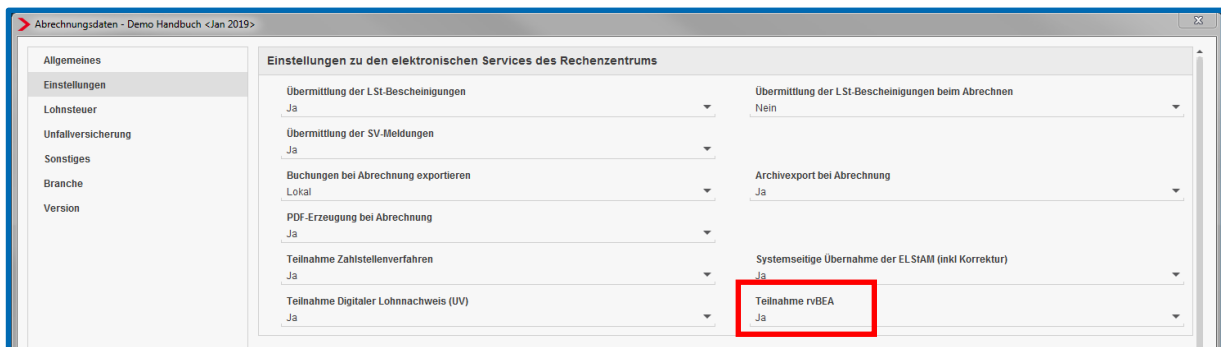 Abrechnungsdaten - Demo Handbuch <Jan 2019>
Allgemeines
Einstellungen
Lohnsteuer
Unfallversicherung
Sonstiges
Branche
Version
Einstellungen zu den elektronischen Services des Rechenzentrums
Übermittlung der LSt-Bescheinigungen
Ja
Übermittlung der LSt-Bescheinigungen beim Abrechnen
Nein
Übermittlung der SV-Meldungen
Ja
Buchungen bei Abrechnung exportieren
Lokal
Archivexport bei Abrechnung
Ja
PDF-Erzeugung bei Abrechnung
Ja
Teilnahme Zahlstellenverfahren
Ja
Systemseitige Übernahme der ELStAM (inkl Korrektur)
Ja
Teilnahme Digitaler Lohnnachweis (UV)
Ja
Teilnahme rvBEA
Ja